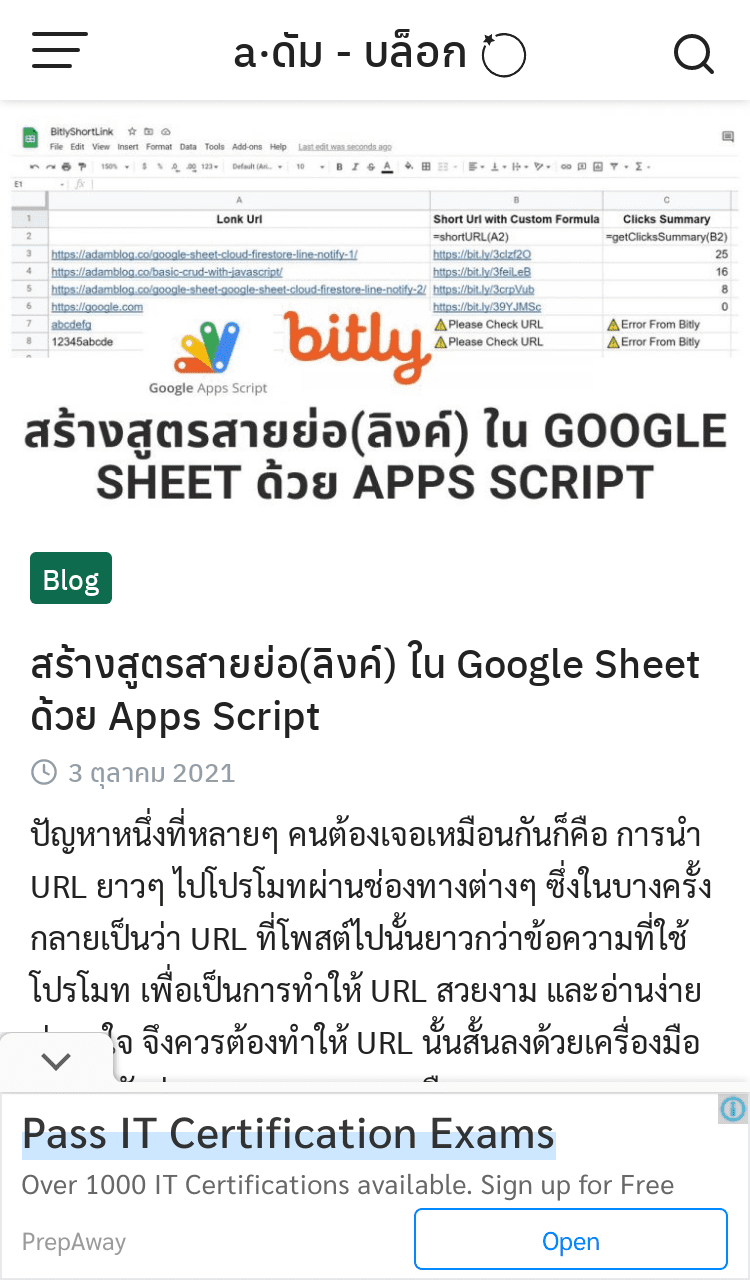 a·ดัม - บล็อก
BitlyShortLink
File Edit View Insert Format Data Tools Add-ons Help Last edit was seconds ago
150% $ % .0 .00 123 Default (Ari... 10 B I S A
E1 fx
A B C
1 Lonk Url Short Url with Custom Formula Clicks Summary
2 =shortURL(A2) =getClicksSummary(B2)
3 https://adamblog.co/google-sheet-cloud-firestore-line-notify-1/ https://bit.ly/3clzf2O 25
4 https://adamblog.co/basic-crud-with-javascript/ https://bit.ly/3feiLeB 16
5 https://adamblog.co/google-sheet-google-sheet-cloud-firestore-line-notify-2/ https://bit.ly/3crpVub 8
6 https://google.com https://bit.ly/39YJMSc 0
7 abcdefg Please Check URL Error From Bitly
8 12345abcde Please Check URL Error From Bitly
bitly
Google Apps Script
สร้างสูตรสายย่อ(ลิงค์) ใน GOOGLE
SHEET ด้วย APPS SCRIPT
Blog
สร้างสูตรสายย่อ(ลิงค์) ใน Google Sheet
ด้วย Apps Script
3 ตุลาคม 2021
ปัญหาหนึ่งที่หลายๆ คนต้องเจอเหมือนกันก็คือ การนำ
URL ยาวๆ ไปโปรโมทผ่านช่องทางต่างๆ ซึ่งในบางครั้ง
กลายเป็นว่า URL ที่โพสต์ไปนั้นยาวกว่าข้อความที่ใช้
โปรโมท เพื่อเป็นการทำให้ URL สวยงาม และอ่านง่าย
จึงควรต้องทำให้ URL นั้นสั้นลงด้วยเครื่องมือ
Pass IT Certification Exams
Over 1000 IT Certifications available. Sign up for Free
PrepAway
Open